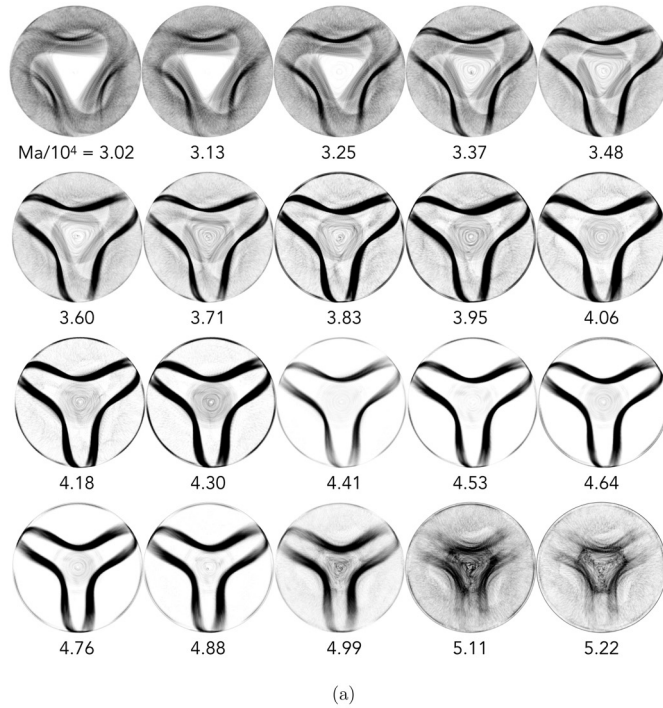 Ma/10⁴ = 3.02 3.13 3.25 3.37 3.48
3.60 3.71 3.83 3.95 4.06
4.18 4.30 4.41 4.53 4.64
4.76 4.88 4.99 5.11 5.22
(a)